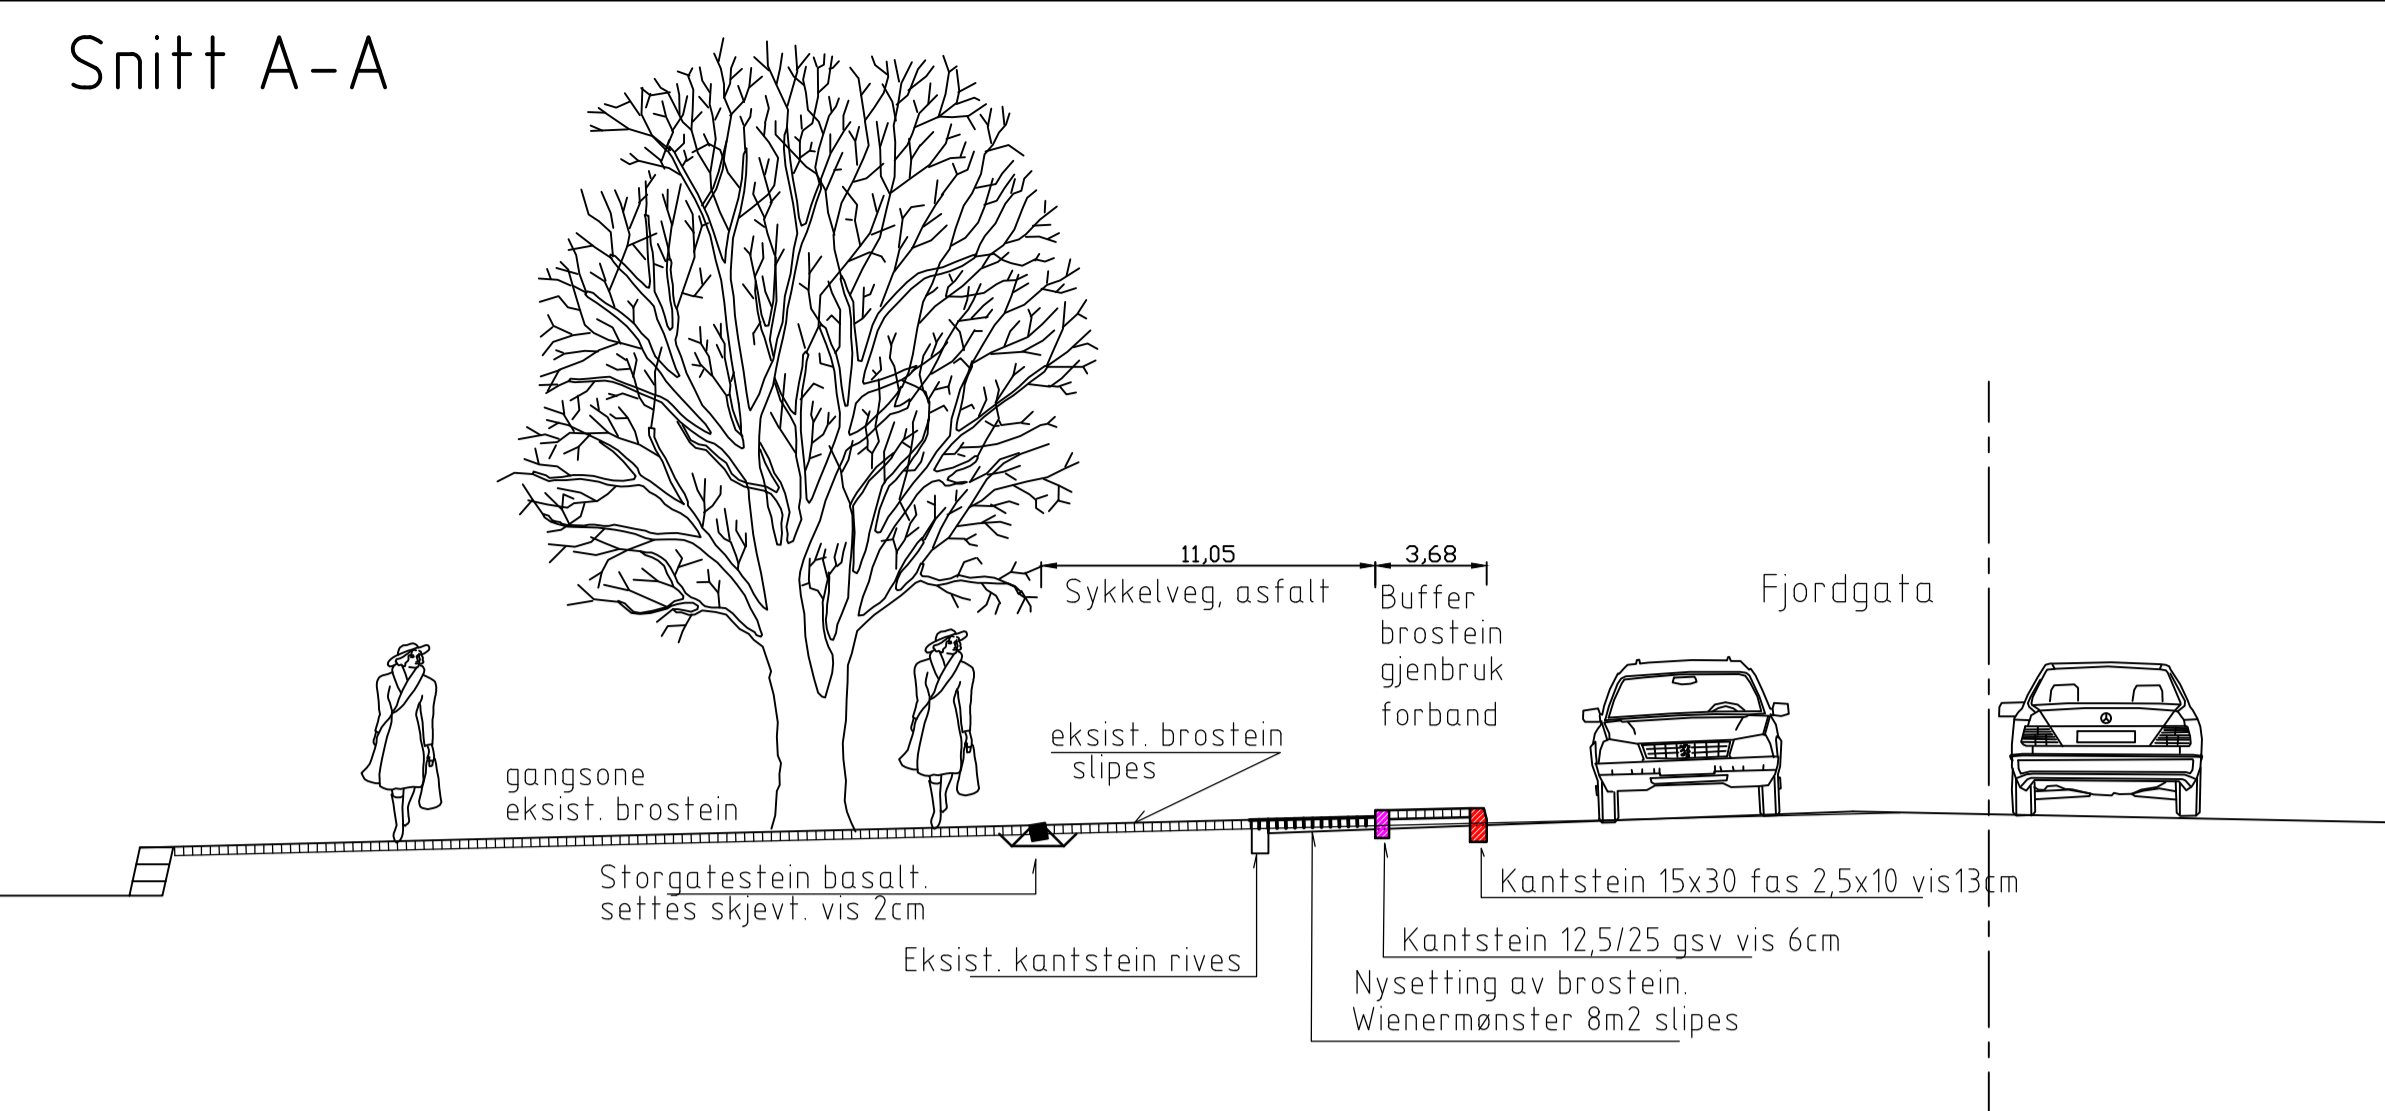 Snitt A-A
11,05
3,68
Sykkelveg, asfalt
Buffer
brostein
gjenbruk
forband
Fjordgata
eksist. brostein
slipes
gangsone
eksist. brostein
Storgatestein basalt.
settes skjevt. vis 2cm
Kantstein 15x30 fas 2,5x10 vis13cm
Kantstein 12,5/25 gsv vis 6cm
Eksist. kantstein rives
Nysetting av brostein.
Wienermønster 8m2 slipes